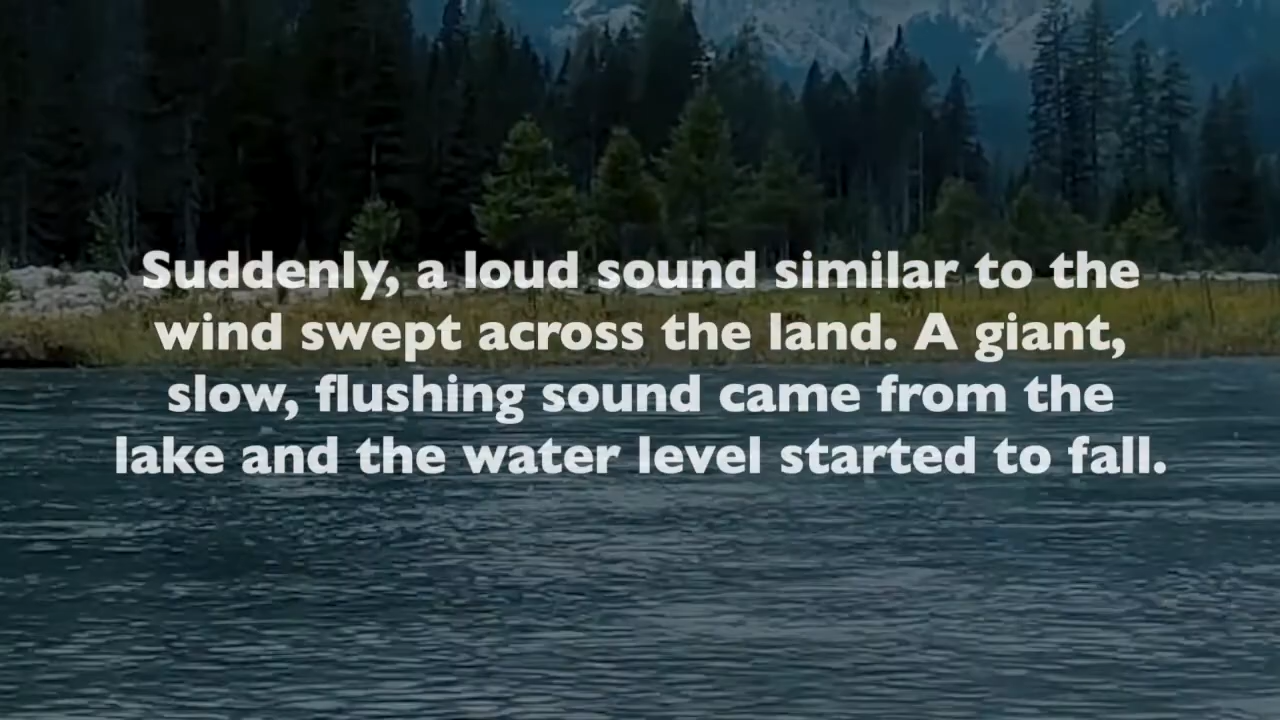 Suddenly, a loud sound similar to the
wind swept across the land. A giant,
slow, flushing sound came from the
lake and the water level started to fall.